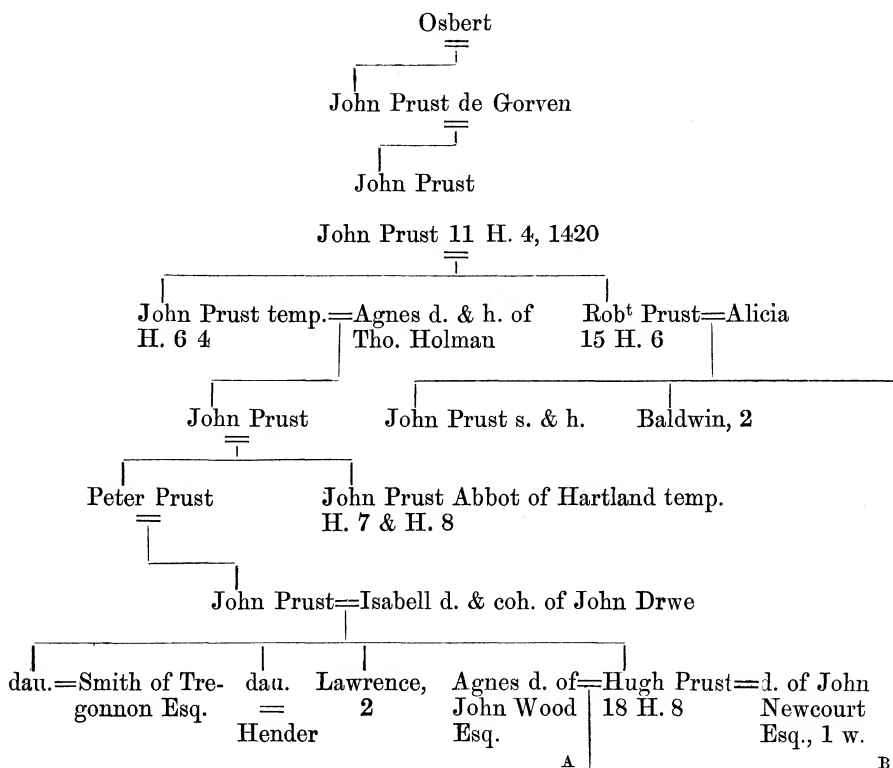 Osbert
John Prust de Gorven
John Prust
John Prust 11 H. 4, 1420
John Prust temp.=Agnes d. & h. of Robᵗ Prust=Alicia
H. 6 4 Tho. Holman 15 H. 6
John Prust John Prust s. & h. Baldwin, 2
Peter Prust John Prust Abbot of Hartland temp.
H. 7 & H. 8
John Prust=Isabell d. & coh. of John Drwe
dau.=Smith of Tre- dau. Lawrence, Agnes d. of=Hugh Prust=d. of John
gonnon Esq. = 2 John Wood 18 H. 8 Newcourt
Hender Esq. Esq., 1 w.
A B